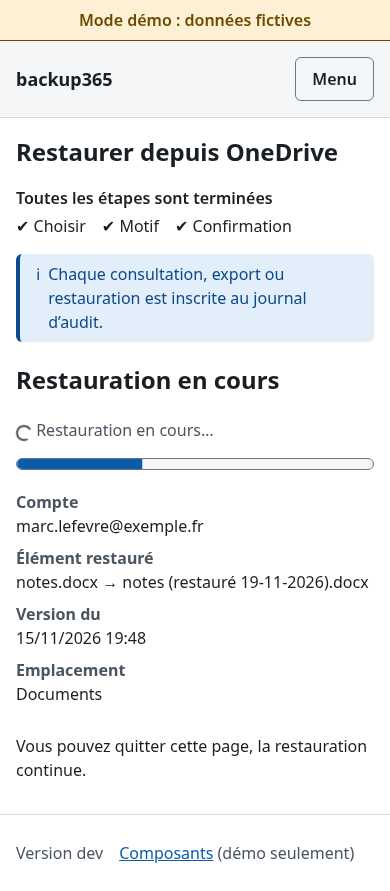 Mode démo : données fictives
backup365
Menu
Restaurer depuis OneDrive
Toutes les étapes sont terminées
✔ Choisir ✔ Motif ✔ Confirmation
i Chaque consultation, export ou
restauration est inscrite au journal
d’audit.
Restauration en cours
Restauration en cours…
Compte
marc.lefevre@exemple.fr
Élément restauré
notes.docx → notes (restauré 19-11-2026).docx
Version du
15/11/2026 19:48
Emplacement
Documents
Vous pouvez quitter cette page, la restauration
continue.
Version dev Composants (démo seulement)